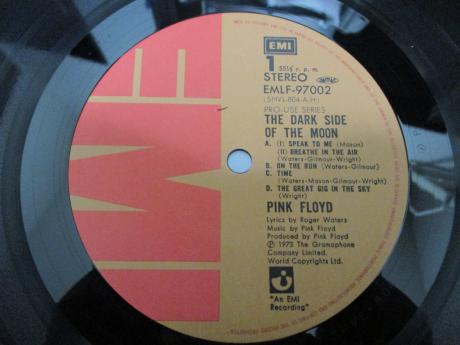 EMI
1
33⅓ r.p.m.
STEREO
EMLF-97002
(SHVL-804-A-H)
PRO-USE SERIES
THE DARK SIDE
OF THE MOON
A. (I) SPEAK TO ME (Mason)
(II) BREATHE IN THE AIR
(Waters-Gilmour-Wright)
B. ON THE RUN (Waters-Gilmour)
C. TIME
(Waters-Mason-Gilmour-Wright)
D. THE GREAT GIG IN THE SKY
(Wright)
PINK FLOYD
Lyrics by Roger Waters
Music by Pink Floyd
Produced by Pink Floyd
Ⓟ 1973 The Gramophone
Company Limited.
World Copyrights Ltd.
"An EMI
Recording"
EMI